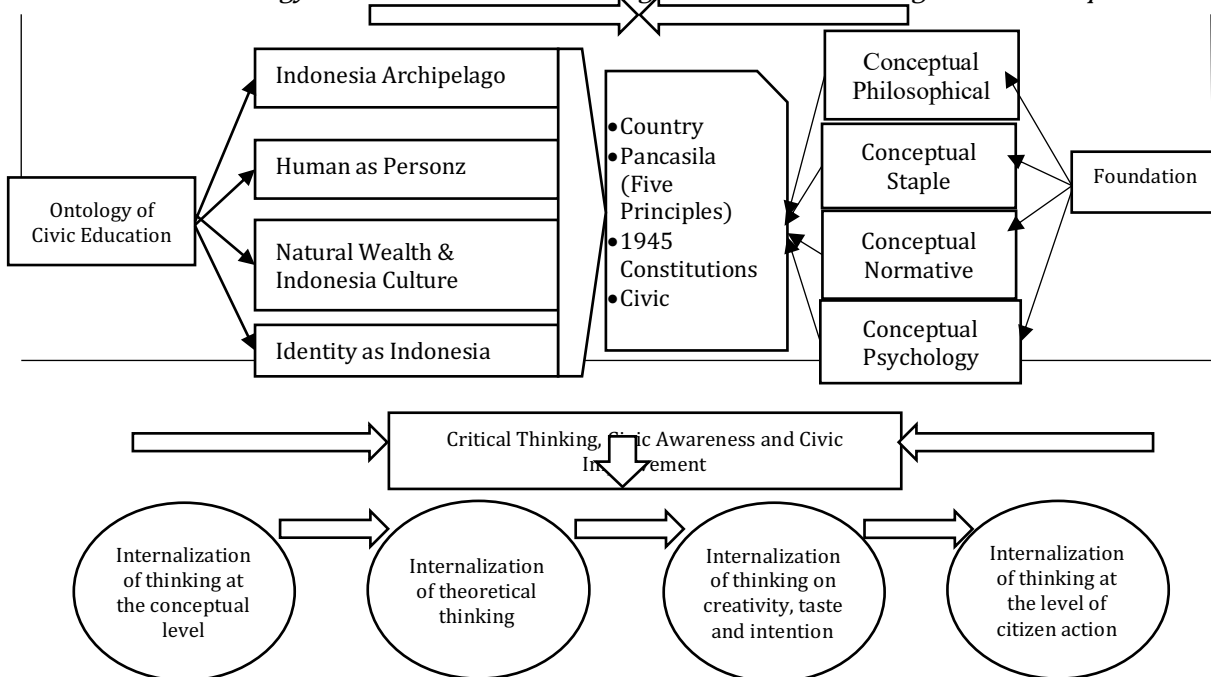 Ontology of
Civic Education
Indonesia Archipelago
Human as Personz
Natural Wealth &
Indonesia Culture
Identity as Indonesia
•Country
•Pancasila
(Five
Principles)
•1945
Constitutions
•Civic
Conceptual
Philosophical
Conceptual
Staple
Conceptual
Normative
Conceptual
Psychology
Foundation
Critical Thinking, Civic Awareness and Civic
Internalization
of thinking at
the conceptual
level
Internalization
of theoretical
thinking
Internalization
of thinking on
creativity, taste
and intention
Internalization
of thinking at
the level of
citizen action